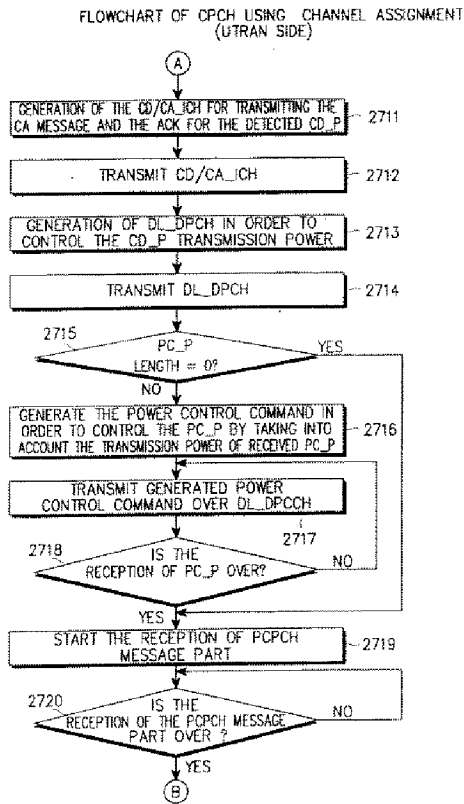 FLOWCHART OF CPCH USING CHANNEL ASSIGNMENT
(UTRAN SIDE)
A
GENERATION OF THE CD/CA_ICH FOR TRANSMITTING THE
CA MESSAGE AND THE ACK FOR THE DETECTED CD_P
2711
TRANSMIT CD/CA_ICH
2712
GENERATION OF DL_DPCH IN ORDER TO
CONTROL THE CD_P TRANSMISSION POWER
2713
TRANSMIT DL_DPCH
2714
2715
PC_P
LENGTH = 0?
YES
NO
GENERATE THE POWER CONTROL COMMAND IN
ORDER TO CONTROL THE PC_P BY TAKING INTO
ACCOUNT THE TRANSMISSION POWER OF RECEIVED PC_P
2716
TRANSMIT GENERATED POWER
CONTROL COMMAND OVER DL_DPCCH
2717
2718
IS THE
RECEPTION OF PC_P OVER?
NO
YES
START THE RECEPTION OF PCPCH
MESSAGE PART
2719
2720
IS THE
RECEPTION OF THE PCPCH MESSAGE
PART OVER ?
NO
YES
B